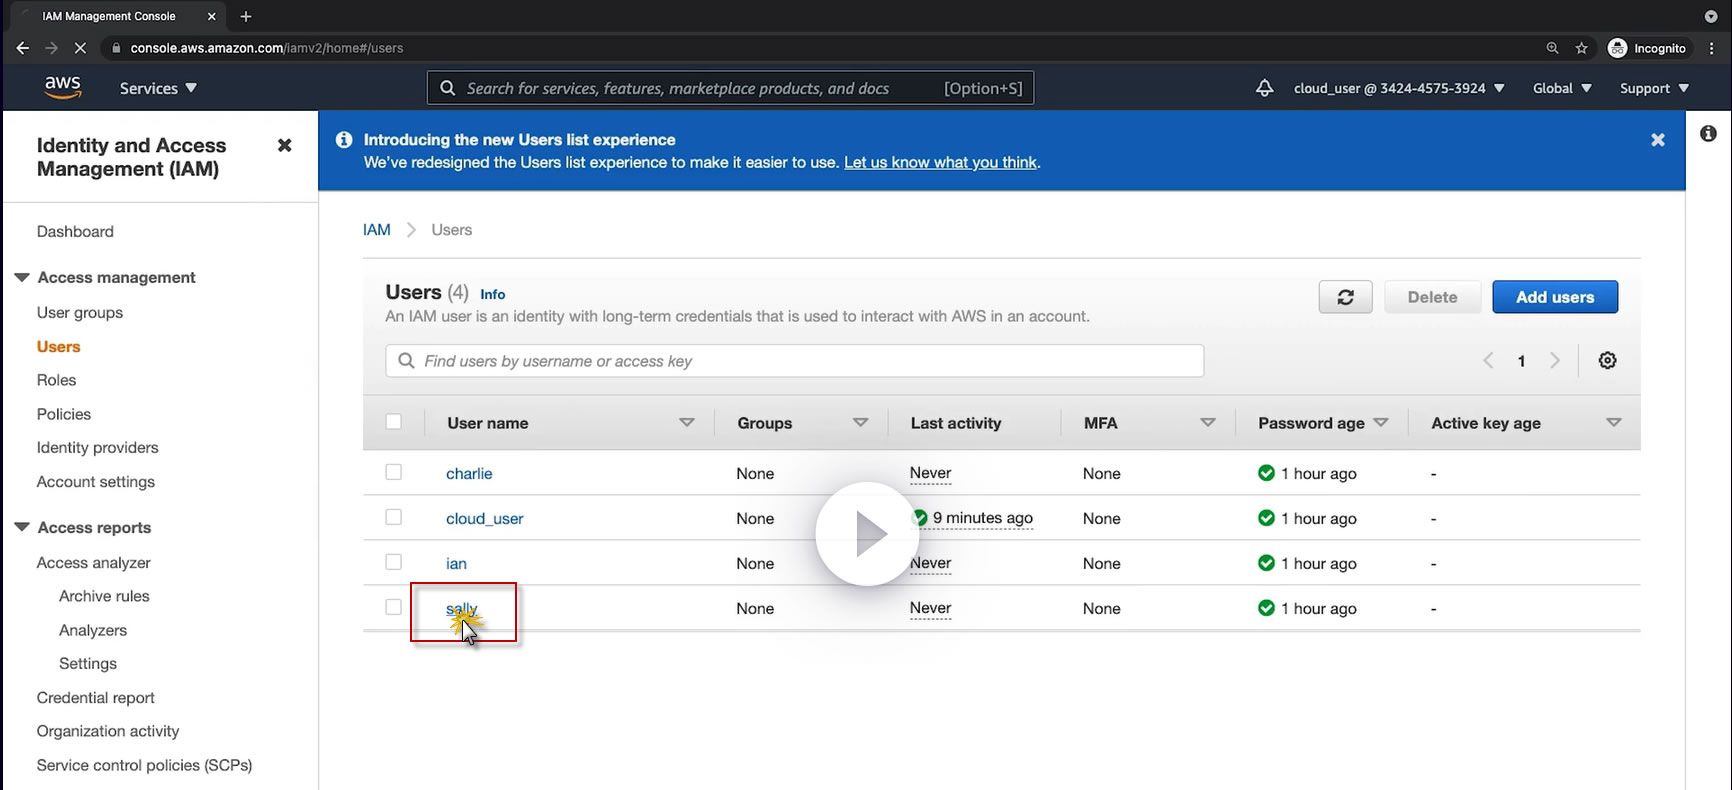 IAM Management Console
console.aws.amazon.com/iamv2/home#/users
Incognito
aws
Services
Search for services, features, marketplace products, and docs [Option+S]
cloud_user @ 3424-4575-3924
Global
Support
Identity and Access
Management (IAM)
Dashboard
Access management
User groups
Users
Roles
Policies
Identity providers
Account settings
Access reports
Access analyzer
Archive rules
Analyzers
Settings
Credential report
Organization activity
Service control policies (SCPs)
Introducing the new Users list experience
We've redesigned the Users list experience to make it easier to use. Let us know what you think.
IAM > Users
Users (4) Info
An IAM user is an identity with long-term credentials that is used to interact with AWS in an account.
Delete
Add users
Find users by username or access key
1
User name Groups Last activity MFA Password age Active key age
charlie None Never None 1 hour ago -
cloud_user None 9 minutes ago None 1 hour ago -
ian None Never None 1 hour ago -
sally None Never None 1 hour ago -